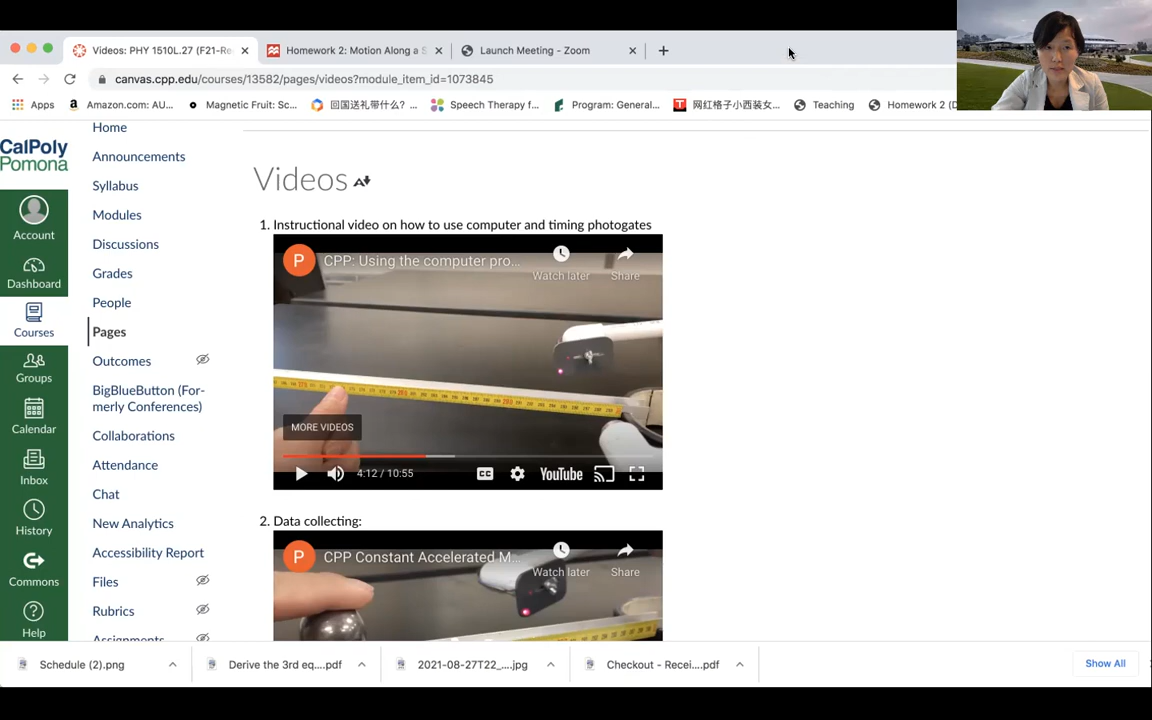 Videos: PHY 1510L.27 (F21-Re
Homework 2: Motion Along a S
Launch Meeting - Zoom
canvas.cpp.edu/courses/13582/pages/videos?module_item_id=1073845
Apps
Amazon.com: AU...
Magnetic Fruit: Sc...
回国送礼带什么? ...
Speech Therapy f...
Program: General...
网红格子小西装女...
Teaching
Homework 2 (D
CalPoly
Pomona
Account
Dashboard
Courses
Groups
Calendar
Inbox
History
Commons
Help
Home
Announcements
Syllabus
Modules
Discussions
Grades
People
Pages
Outcomes
BigBlueButton (For-
merly Conferences)
Collaborations
Attendance
Chat
New Analytics
Accessibility Report
Files
Rubrics
Assignments
Videos
1. Instructional video on how to use computer and timing photogates
P
CPP: Using the computer pro...
Watch later
Share
MORE VIDEOS
4:12 / 10:55
CC
YouTube
2. Data collecting:
P
CPP Constant Accelerated M...
Watch later
Share
Schedule (2).png
Derive the 3rd eq....pdf
2021-08-27T22_....jpg
Checkout - Recei....pdf
Show All